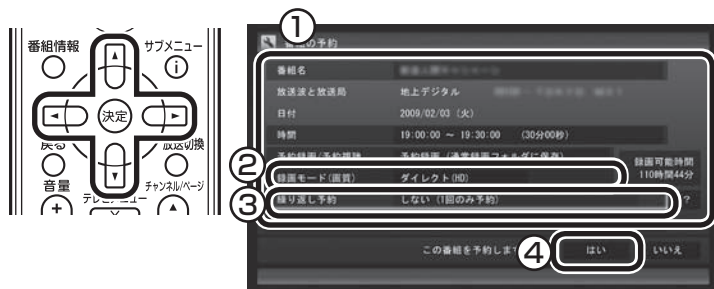 番組情報
サブメニュー
決定
戻る
放送切換
音量
テレビメニュー
チャンネル/ページ
+
①
番組の予約
番組名
放送波と放送局 地上デジタル
日付 2009/02/03 (火)
時間 19:00:00 ~ 19:30:00 (30分00秒)
予約録画/予約視聴 予約録画 (通常録画フォルダに保存)
録画可能時間
110時間44分
②
録画モード(画質) ダイレクト(HD)
③
繰り返し予約 しない (1回のみ予約)
?
この番組を予約します
④
はい
いいえ